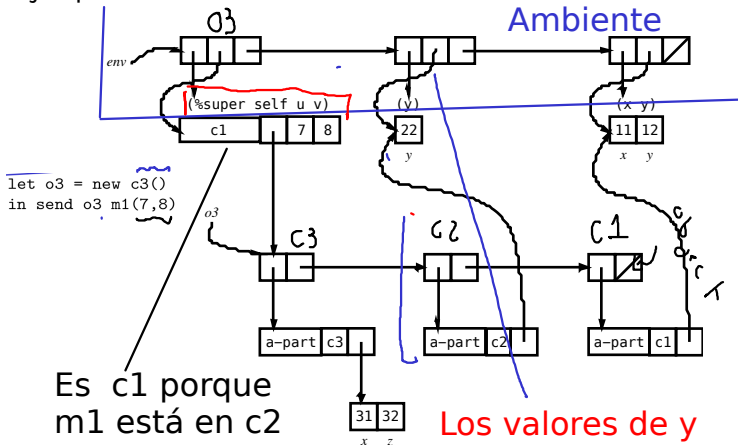 O3
Ambiente
env
(%super self u v)
(y)
(x y)
c1 7 8
22
11 12
y
x y
let o3 = new c3()
in send o3 m1(7,8)
o3
C3
C2
C1
a-part c3
a-part c2
a-part c1
Es c1 porque
m1 está en c2
31 32
x z
Los valores de y